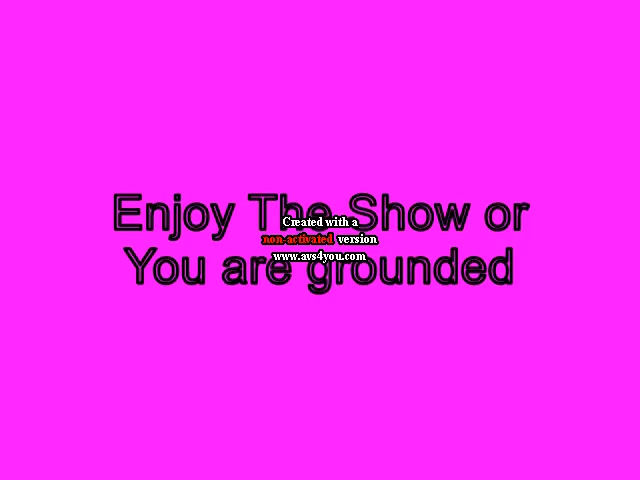 Enjoy The Show or
You are grounded
Created with a
non-activated version
www.avs4you.com